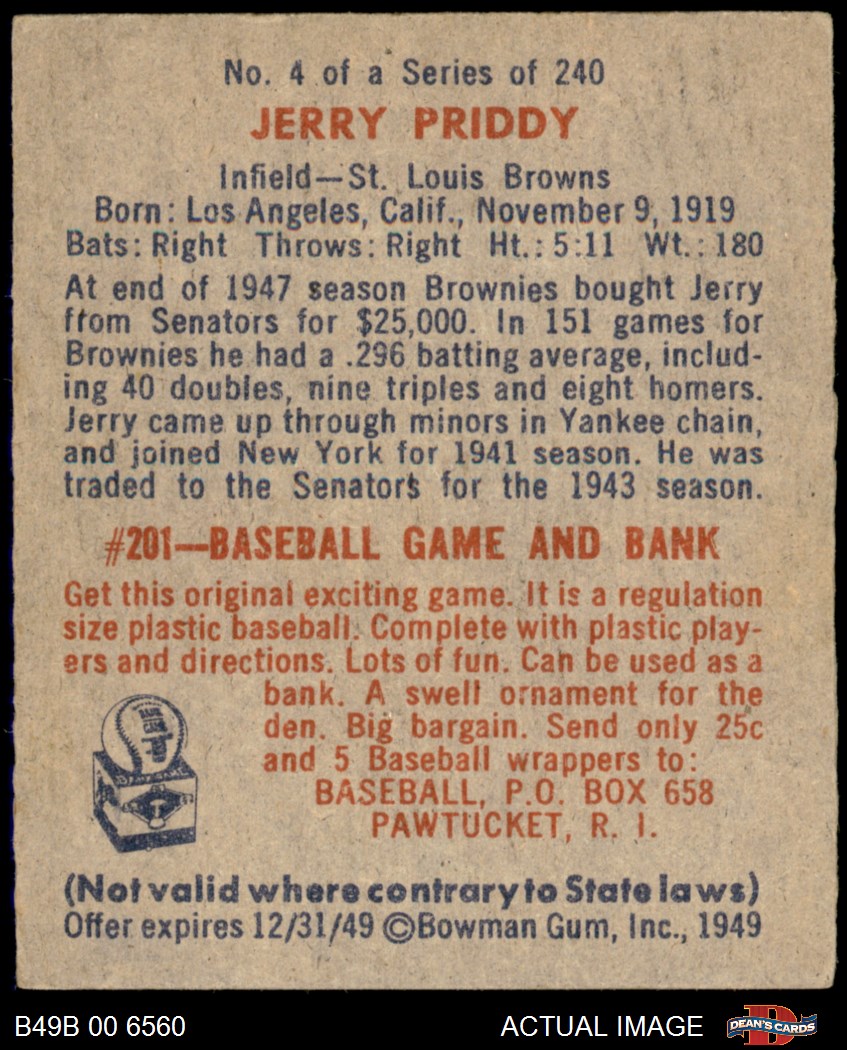 No. 4 of a Series of 240
JERRY PRIDDY
Infield—St. Louis Browns
Born: Los Angeles, Calif., November 9, 1919
Bats: Right Throws: Right Ht.: 5:11 Wt.: 180
At end of 1947 season Brownies bought Jerry
from Senators for $25,000. In 151 games for
Brownies he had a .296 batting average, includ-
ing 40 doubles, nine triples and eight homers.
Jerry came up through minors in Yankee chain,
and joined New York for 1941 season. He was
traded to the Senators for the 1943 season.
#201—BASEBALL GAME AND BANK
Get this original exciting game. It is a regulation
size plastic baseball. Complete with plastic play-
ers and directions. Lots of fun. Can be used as a
bank. A swell ornament for the
den. Big bargain. Send only 25c
and 5 Baseball wrappers to:
BASEBALL, P.O. BOX 658
PAWTUCKET, R. I.
BANK
GAME
(Not valid where contrary to State laws)
Offer expires 12/31/49 ©Bowman Gum, Inc., 1949
B49B 00 6560 ACTUAL IMAGE DEAN'S CARDS